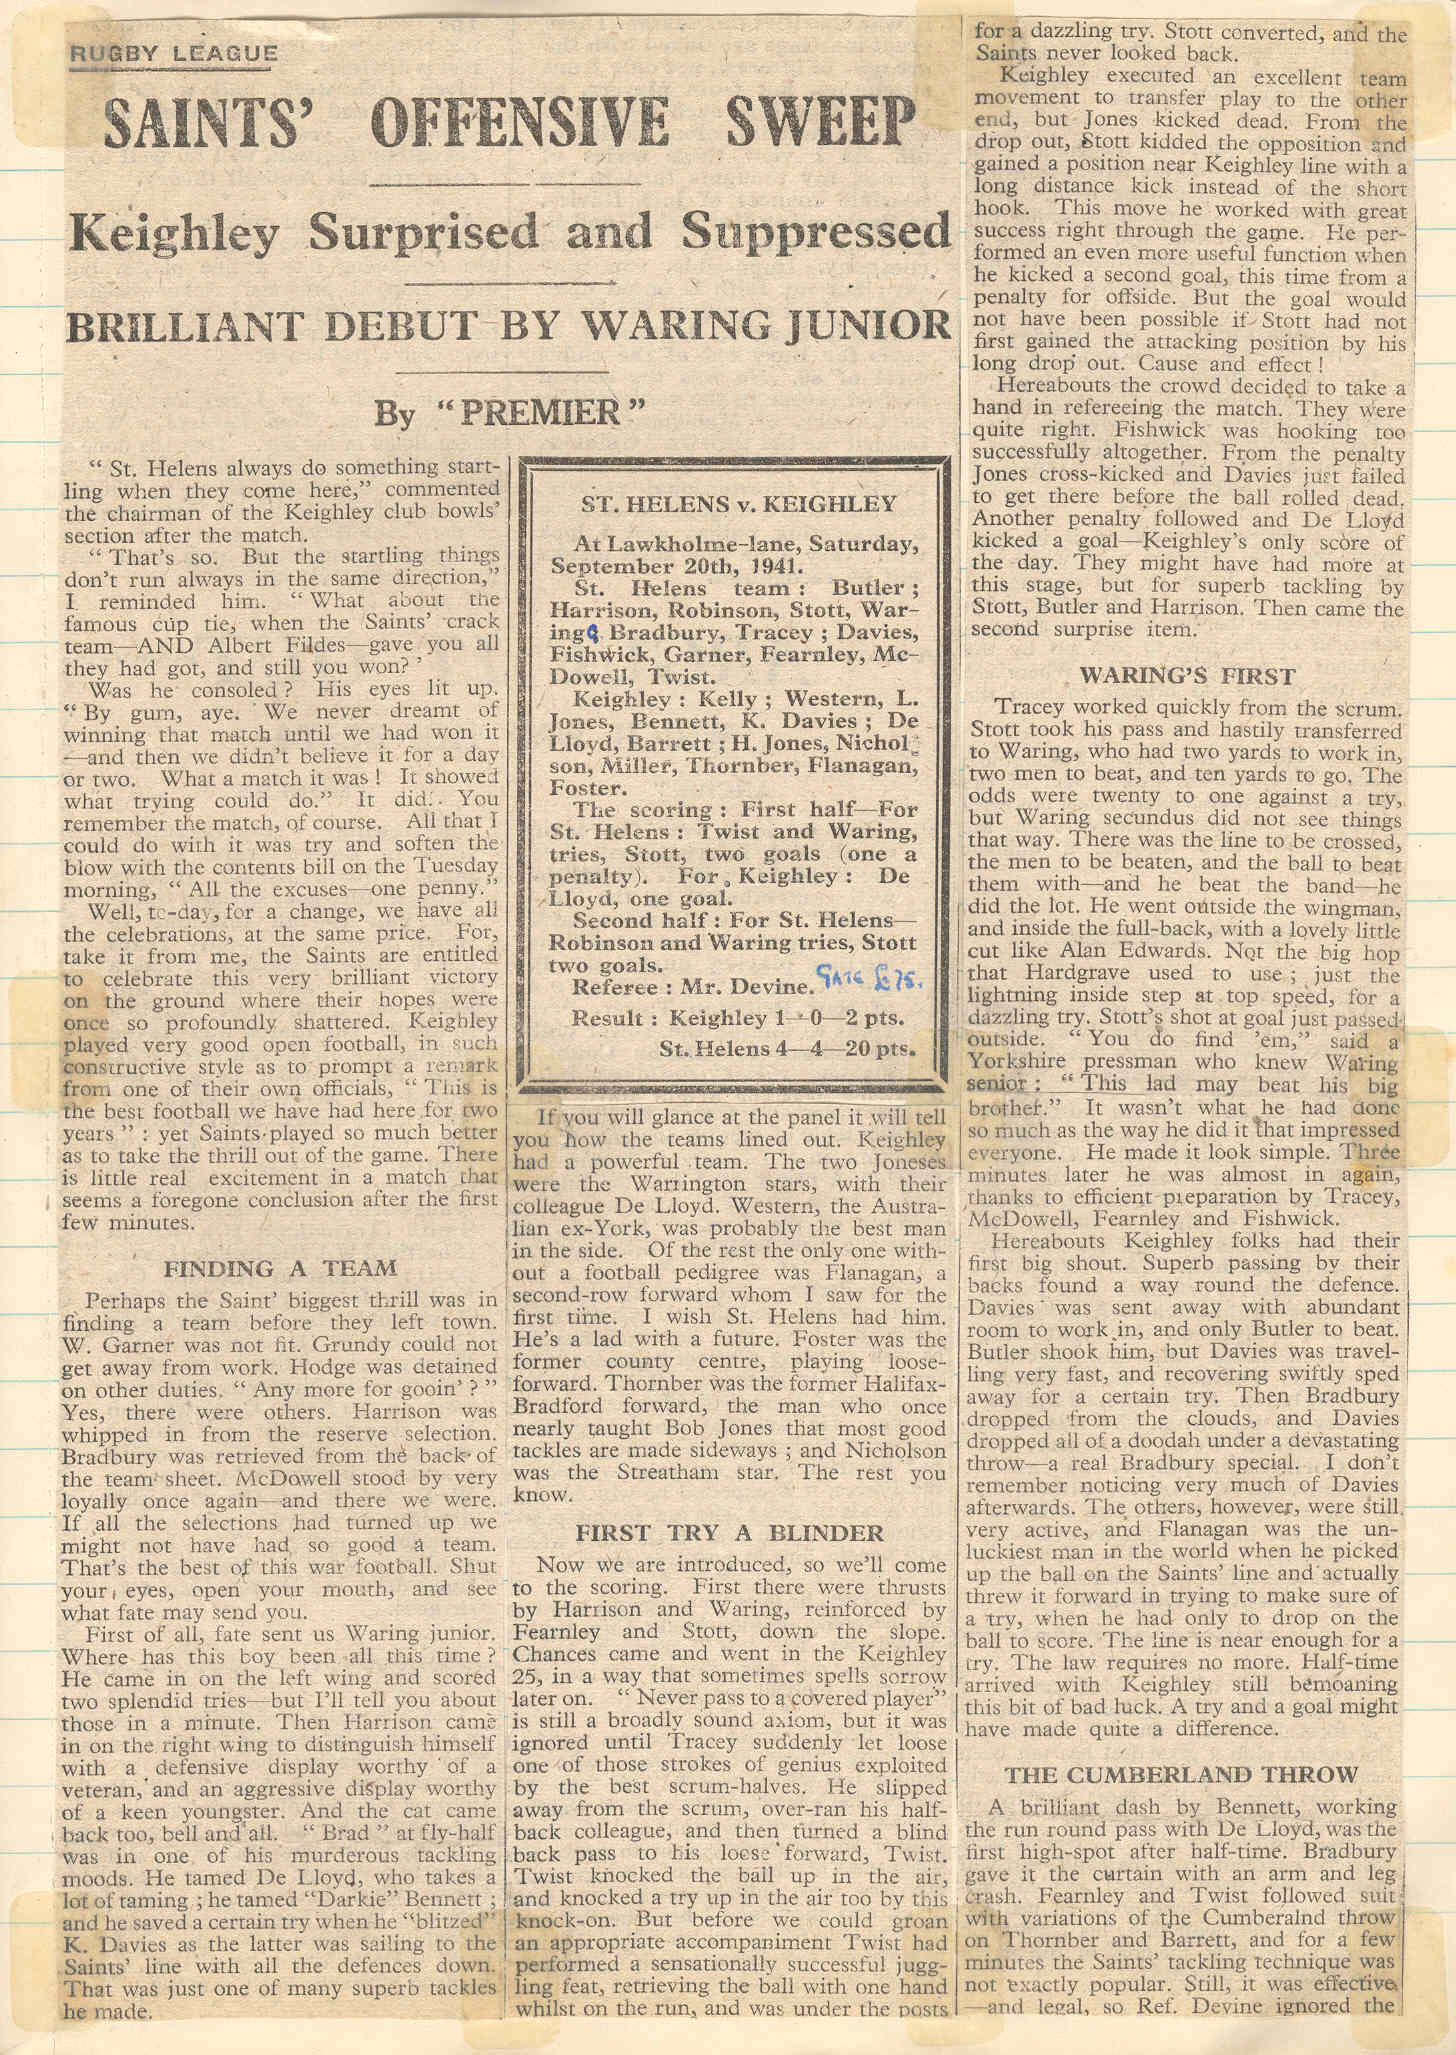 RUGBY LEAGUE
SAINTS' OFFENSIVE SWEEP
Keighley Surprised and Suppressed
BRILLIANT DEBUT BY WARING JUNIOR
By "PREMIER"
" St. Helens always do something start-
ling when they come here," commented
the chairman of the Keighley club bowls'
section after the match.
" That's so. But the startling things
don't run always in the same direction,"
I reminded him. " What about the
famous cup tie, when the Saints' crack
team—AND Albert Fildes—gave you all
they had got, and still you won? '
Was he consoled ? His eyes lit up.
" By gum, aye. We never dreamt of
winning that match until we had won it
—and then we didn't believe it for a day
or two. What a match it was ! It showed
what trying could do." It did. You
remember the match, of course. All that I
could do with it was try and soften the
blow with the contents bill on the Tuesday
morning, " All the excuses—one penny."
Well, to-day, for a change, we have all
the celebrations, at the same price. For,
take it from me, the Saints are entitled
to celebrate this very brilliant victory
on the ground where their hopes were
once so profoundly shattered. Keighley
played very good open football, in such
constructive style as to prompt a remark
from one of their own officials, " This is
the best football we have had here for two
years " : yet Saints played so much better
as to take the thrill out of the game. There
is little real excitement in a match that
seems a foregone conclusion after the first
few minutes.
FINDING A TEAM
Perhaps the Saint' biggest thrill was in
finding a team before they left town.
W. Garner was not fit. Grundy could not
get away from work. Hodge was detained
on other duties. " Any more for gooin' ? "
Yes, there were others. Harrison was
whipped in from the reserve selection.
Bradbury was retrieved from the back of
the team sheet. McDowell stood by very
loyally once again—and there we were.
If all the selections had turned up we
might not have had so good a team.
That's the best of this war football. Shut
your eyes, open your mouth, and see
what fate may send you.
First of all, fate sent us Waring junior.
Where has this boy been all this time ?
He came in on the left wing and scored
two splendid tries—but I'll tell you about
those in a minute. Then Harrison came
in on the right wing to distinguish himself
with a defensive display worthy of a
veteran, and an aggressive display worthy
of a keen youngster. And the cat came
back too, bell and all. " Brad " at fly-half
was in one of his murderous tackling
moods. He tamed De Lloyd, who takes a
lot of taming ; he tamed "Darkie" Bennett ;
and he saved a certain try when he "blitzed"
K. Davies as the latter was sailing to the
Saints' line with all the defences down.
That was just one of many superb tackles
he made.
ST. HELENS v. KEIGHLEY
At Lawkholme-lane, Saturday,
September 20th, 1941.
St. Helens team : Butler ;
Harrison, Robinson, Stott, War-
ing Bradbury, Tracey ; Davies,
Fishwick, Garner, Fearnley, Mc-
Dowell, Twist.
Keighley : Kelly ; Western, L.
Jones, Bennett, K. Davies ; De
Lloyd, Barrett ; H. Jones, Nichol-
son, Miller, Thornber, Flanagan,
Foster.
The scoring : First half—For
St. Helens : Twist and Waring,
tries, Stott, two goals (one a
penalty). For Keighley : De
Lloyd, one goal.
Second half : For St. Helens—
Robinson and Waring tries, Stott
two goals.
Referee : Mr. Devine. GATE £75.
Result : Keighley 1—0—2 pts.
St. Helens 4—4—20 pts.
If you will glance at the panel it will tell
you how the teams lined out. Keighley
had a powerful team. The two Joneses
were the Warrington stars, with their
colleague De Lloyd. Western, the Austra-
lian ex-York, was probably the best man
in the side. Of the rest the only one with-
out a football pedigree was Flanagan, a
second-row forward whom I saw for the
first time. I wish St. Helens had him.
He's a lad with a future. Foster was the
former county centre, playing loose-
forward. Thornber was the former Halifax-
Bradford forward, the man who once
nearly taught Bob Jones that most good
tackles are made sideways ; and Nicholson
was the Streatham star. The rest you
know.
FIRST TRY A BLINDER
Now we are introduced, so we'll come
to the scoring. First there were thrusts
by Harrison and Waring, reinforced by
Fearnley and Stott, down the slope.
Chances came and went in the Keighley
25, in a way that sometimes spells sorrow
later on. " Never pass to a covered player"
is still a broadly sound axiom, but it was
ignored until Tracey suddenly let loose
one of those strokes of genius exploited
by the best scrum-halves. He slipped
away from the scrum, over-ran his half-
back colleague, and then turned a blind
back pass to his loose forward, Twist.
Twist knocked the ball up in the air,
and knocked a try up in the air too by this
knock-on. But before we could groan
an appropriate accompaniment Twist had
performed a sensationally successful jugg-
ling feat, retrieving the ball with one hand
whilst on the run, and was under the posts
for a dazzling try. Stott converted, and the
Saints never looked back.
Keighley executed an excellent team
movement to transfer play to the other
end, but Jones kicked dead. From the
drop out, Stott kidded the opposition and
gained a position near Keighley line with a
long distance kick instead of the short
hook. This move he worked with great
success right through the game. He per-
formed an even more useful function when
he kicked a second goal, this time from a
penalty for offside. But the goal would
not have been possible if Stott had not
first gained the attacking position by his
long drop out. Cause and effect !
Hereabouts the crowd decided to take a
hand in refereeing the match. They were
quite right. Fishwick was hooking too
successfully altogether. From the penalty
Jones cross-kicked and Davies just failed
to get there before the ball rolled dead.
Another penalty followed and De Lloyd
kicked a goal—Keighley's only score of
the day. They might have had more at
this stage, but for superb tackling by
Stott, Butler and Harrison. Then came the
second surprise item.
WARING'S FIRST
Tracey worked quickly from the scrum.
Stott took his pass and hastily transferred
to Waring, who had two yards to work in,
two men to beat, and ten yards to go. The
odds were twenty to one against a try,
but Waring secundus did not see things
that way. There was the line to be crossed,
the men to be beaten, and the ball to beat
them with—and he beat the band—he
did the lot. He went outside the wingman,
and inside the full-back, with a lovely little
cut like Alan Edwards. Not the big hop
that Hardgrave used to use ; just the
lightning inside step at top speed, for a
dazzling try. Stott's shot at goal just passed
outside. " You do find 'em," said a
Yorkshire pressman who knew Waring
senior : " This lad may beat his big
brother." It wasn't what he had done
so much as the way he did it that impressed
everyone. He made it look simple. Three
minutes later he was almost in again,
thanks to efficient preparation by Tracey,
McDowell, Fearnley and Fishwick.
Hereabouts Keighley folks had their
first big shout. Superb passing by their
backs found a way round the defence.
Davies was sent away with abundant
room to work in, and only Butler to beat.
Butler shook him, but Davies was travel-
ling very fast, and recovering swiftly sped
away for a certain try. Then Bradbury
dropped from the clouds, and Davies
dropped all of a doodah under a devastating
throw—a real Bradbury special. I don't
remember noticing very much of Davies
afterwards. The others, however, were still
very active, and Flanagan was the un-
luckiest man in the world when he picked
up the ball on the Saints' line and actually
threw it forward in trying to make sure of
a try, when he had only to drop on the
ball to score. The line is near enough for a
try. The law requires no more. Half-time
arrived with Keighley still bemoaning
this bit of bad luck. A try and a goal might
have made quite a difference.
THE CUMBERLAND THROW
A brilliant dash by Bennett, working
the run round pass with De Lloyd, was the
first high-spot after half-time. Bradbury
gave it the curtain with an arm and leg
crash. Fearnley and Twist followed suit
with variations of the Cumberalnd throw
on Thornber and Barrett, and for a few
minutes the Saints' tackling technique was
not exactly popular. Still, it was effective
—and legal, so Ref. Devine ignored the